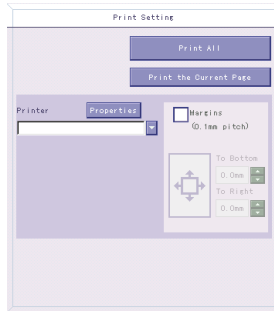 Print Setting
Print All
Print the Current Page
Printer
Properties
Margins
(0.1mm pitch)
To Bottom
0.0mm
To Right
0.0mm